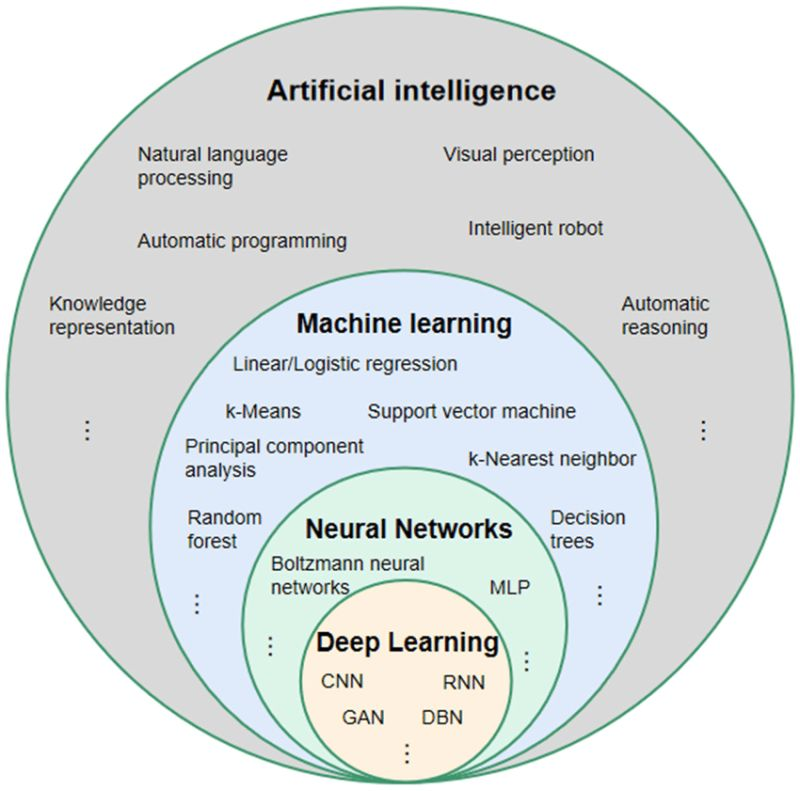 Artificial intelligence
Natural language
processing
Visual perception
Automatic programming
Intelligent robot
Knowledge
representation
Automatic
reasoning
⋮
⋮
Machine learning
Linear/Logistic regression
k-Means
Support vector machine
Principal component
analysis
k-Nearest neighbor
Random
forest
Decision
trees
⋮
⋮
Neural Networks
Boltzmann neural
networks
MLP
⋮
⋮
Deep Learning
CNN
RNN
GAN
DBN
⋮